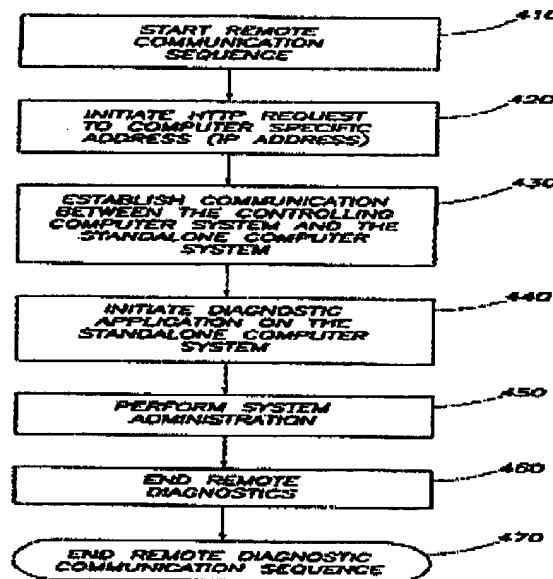 410
START REMOTE
COMMUNICATION
SEQUENCE
420
INITIATE HTTP REQUEST
TO COMPUTER SPECIFIC
ADDRESS (IP ADDRESS)
430
ESTABLISH COMMUNICATION
BETWEEN THE CONTROLLING
COMPUTER SYSTEM AND THE
STANDALONE COMPUTER
SYSTEM
440
INITIATE DIAGNOSTIC
APPLICATION ON THE
STANDALONE COMPUTER
SYSTEM
450
PERFORM SYSTEM
ADMINISTRATION
460
END REMOTE
DIAGNOSTICS
470
END REMOTE DIAGNOSTIC
COMMUNICATION SEQUENCE